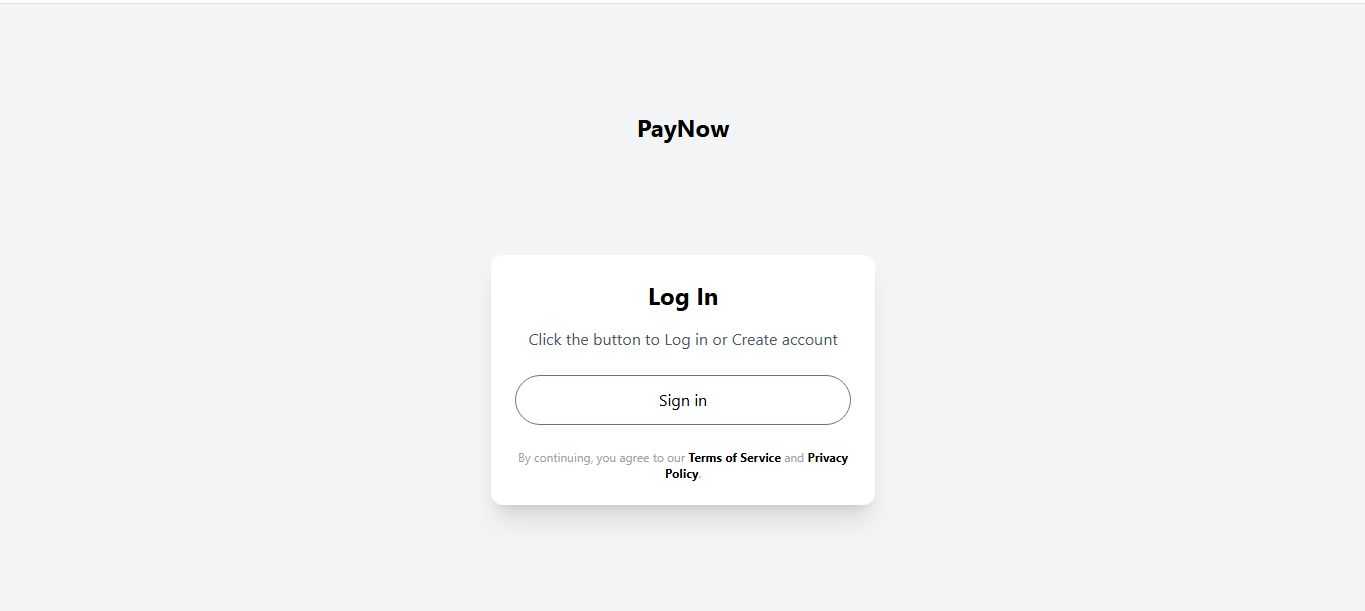 PayNow
Log In
Click the button to Log in or Create account
Sign in
By continuing, you agree to our Terms of Service and Privacy
Policy.